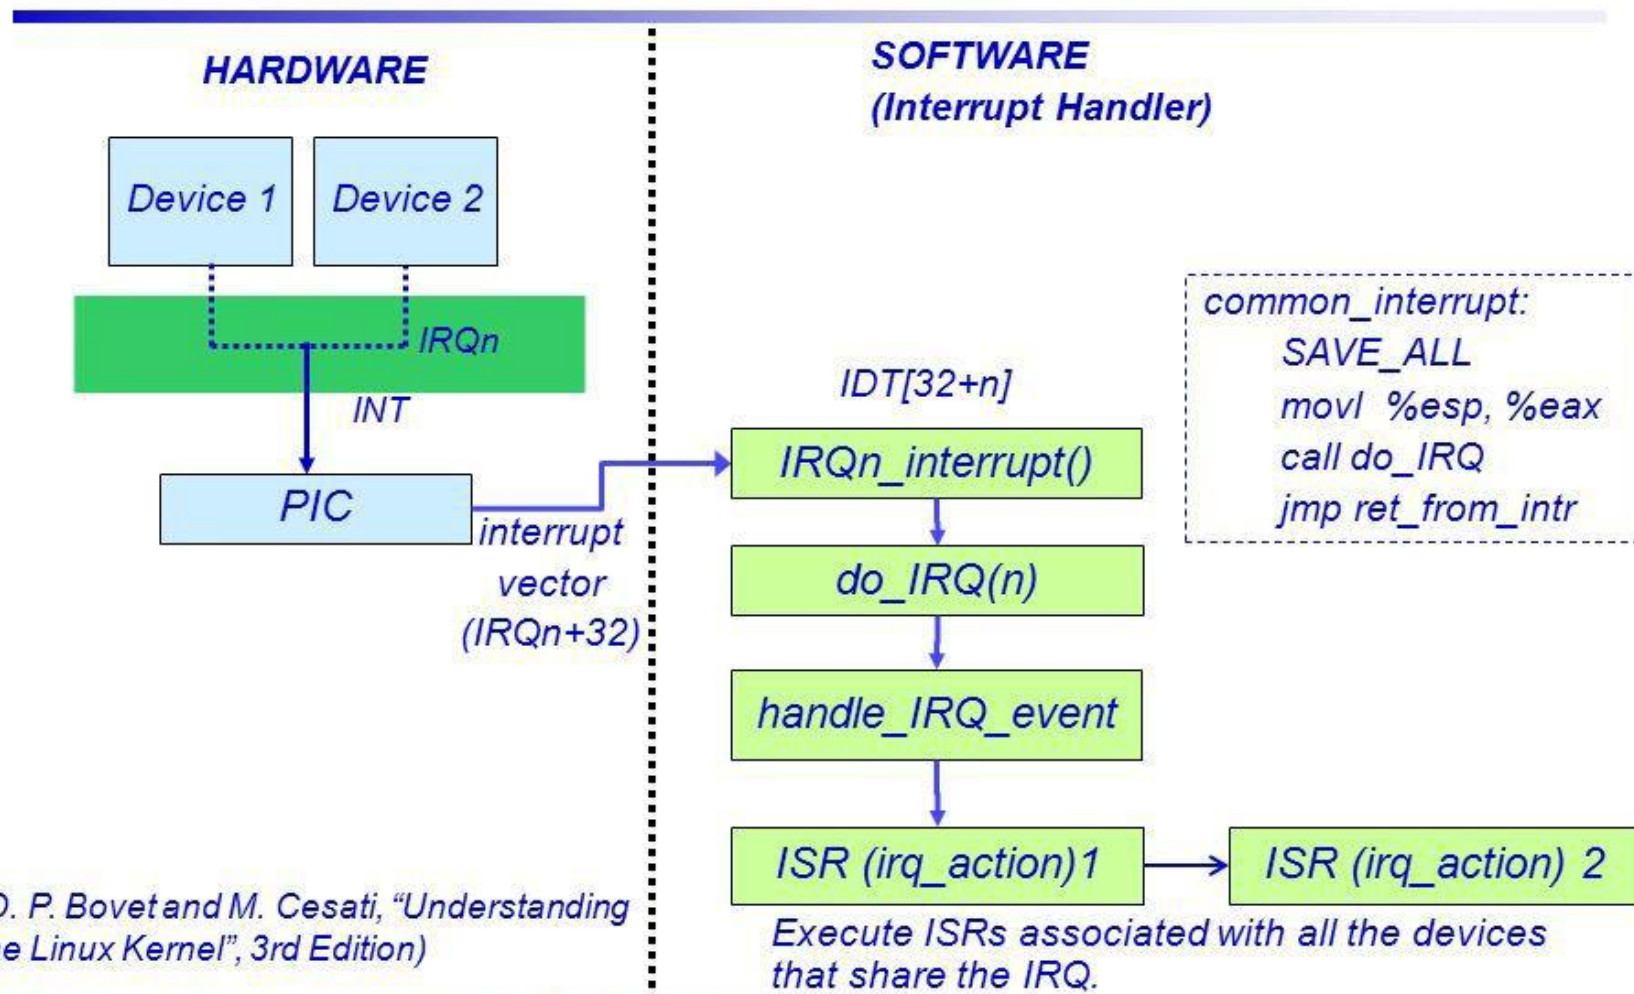 HARDWARE
SOFTWARE
(Interrupt Handler)
Device 1
Device 2
IRQn
INT
PIC
interrupt
vector
(IRQn+32)
IDT[32+n]
IRQn_interrupt()
do_IRQ(n)
handle_IRQ_event
ISR (irq_action)1
ISR (irq_action) 2
Execute ISRs associated with all the devices
that share the IRQ.
common_interrupt:
SAVE_ALL
movl %esp, %eax
call do_IRQ
jmp ret_from_intr
P. Bovet and M. Cesati, “Understanding
Linux Kernel”, 3rd Edition)